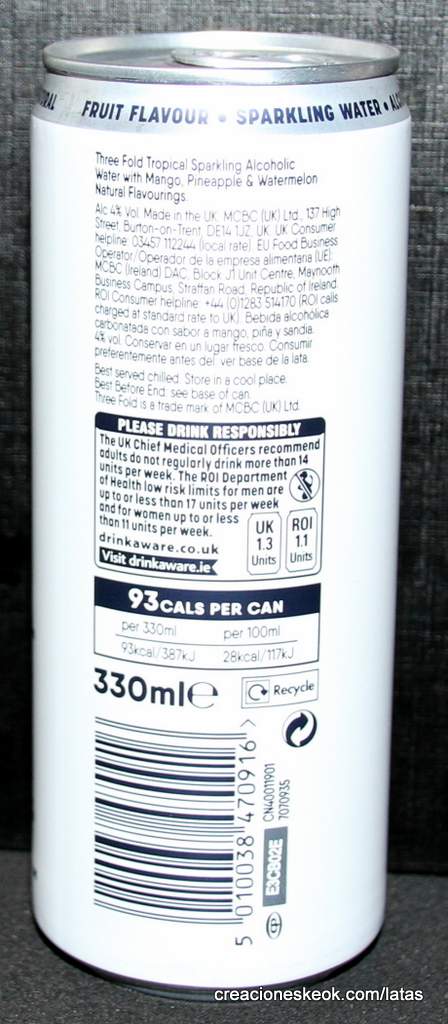 RAL FRUIT FLAVOUR • SPARKLING WATER • ALC
Three Fold Tropical Sparkling Alcoholic
Water with Mango, Pineapple & Watermelon
Natural Flavourings.
Alc 4% Vol. Made in the UK. MCBC (UK) Ltd., 137 High
Street, Burton-on-Trent, DE14 1JZ, UK. UK Consumer
helpline: 03457 112244 (local rate). EU Food Business
Operator/Operador de la empresa alimentaria (UE):
MCBC (Ireland) DAC, Block J1 Unit Centre, Maynooth
Business Campus, Straffan Road, Republic of Ireland.
ROI Consumer helpline: +44 (0)1283 514170 (ROI calls
charged at standard rate to UK). Bebida alcohólica
carbonatada con sabor a mango, piña y sandía.
4% vol. Conservar en un lugar fresco. Consumir
preferentemente antes del: ver base de la lata.
Best served chilled. Store in a cool place.
Best Before End: see base of can.
Three Fold is a trade mark of MCBC (UK) Ltd.
PLEASE DRINK RESPONSIBLY
The UK Chief Medical Officers recommend
adults do not regularly drink more than 14
units per week. The ROI Department
of Health low risk limits for men are
up to or less than 17 units per week
and for women up to or less
than 11 units per week.
UK 1.3 Units
ROI 1.1 Units
drinkaware.co.uk
Visit drinkaware.ie
93CALS PER CAN
per 330ml per 100ml
93kcal/387kJ 28kcal/117kJ
330ml℮
Recycle
5 010038 470916 >
CN40011901
7070935
E3CB02E
creacioneskeok.com/latas